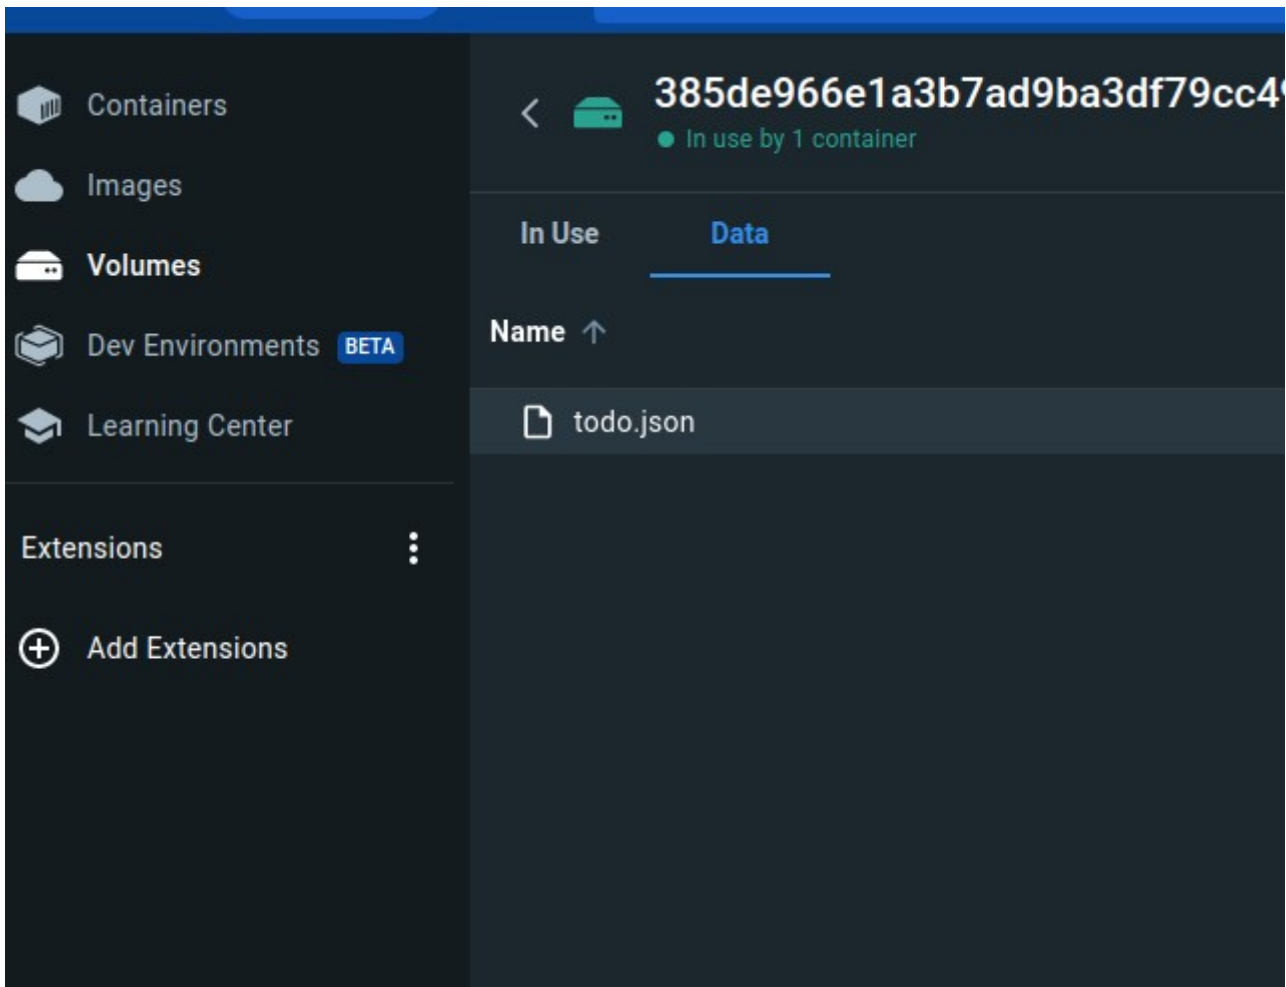 Containers
Images
Volumes
Dev Environments BETA
Learning Center
Extensions
Add Extensions
385de966e1a3b7ad9ba3df79cc4
In use by 1 container
In Use Data
Name
todo.json